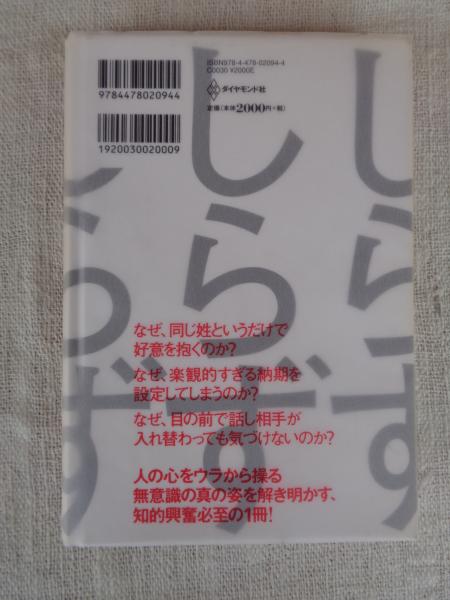 ISBN978-4-478-02094-4
C0030 ¥2000E
ダイヤモンド社
定価（本体2000円+税）
9784478020944
1920030020009
しらず
しらず
しらず
なぜ、同じ姓というだけで
好意を抱くのか？
なぜ、楽観的すぎる納期を
設定してしまうのか？
なぜ、目の前で話し相手が
入れ替わっても気づけないのか？
人の心をウラから操る
無意識の真の姿を解き明かす、
知的興奮必至の1冊！